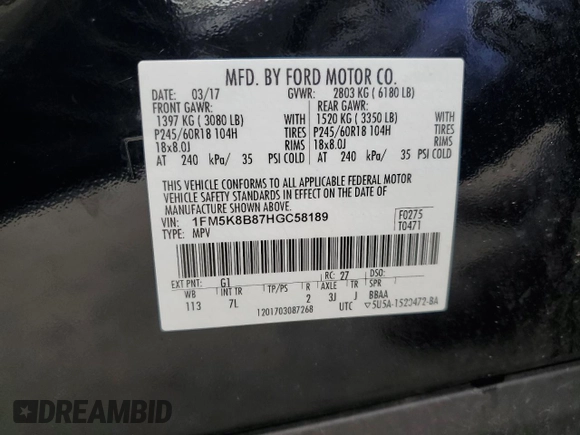 MFD. BY FORD MOTOR CO.
DATE: 03/17 GVWR: 2803 KG ( 6180 LB)
FRONT GAWR: REAR GAWR:
1397 KG ( 3080 LB) 1520 KG ( 3350 LB)
P245/60R18 104H TIRES P245/60R18 104H
18x8.0J RIMS 18x8.0J
AT 240 kPa/ 35 PSI COLD AT 240 kPa/ 35 PSI COLD
THIS VEHICLE CONFORMS TO ALL APPLICABLE FEDERAL MOTOR
VEHICLE SAFETY STANDARDS IN EFFECT ON THE DATE OF
MANUFACTURE SHOWN ABOVE.
VIN: 1FM5K8B87HGC58189 F0275
TYPE: MPV T0471
EXT PNT: G1 RC: 27 DSO:
WB INT TR TP/PS R AXLE TR SPR
113 7L 2 3J J BBAA
1201703087268 UTC ▽5U5A-1520472-BA
DREAMBID